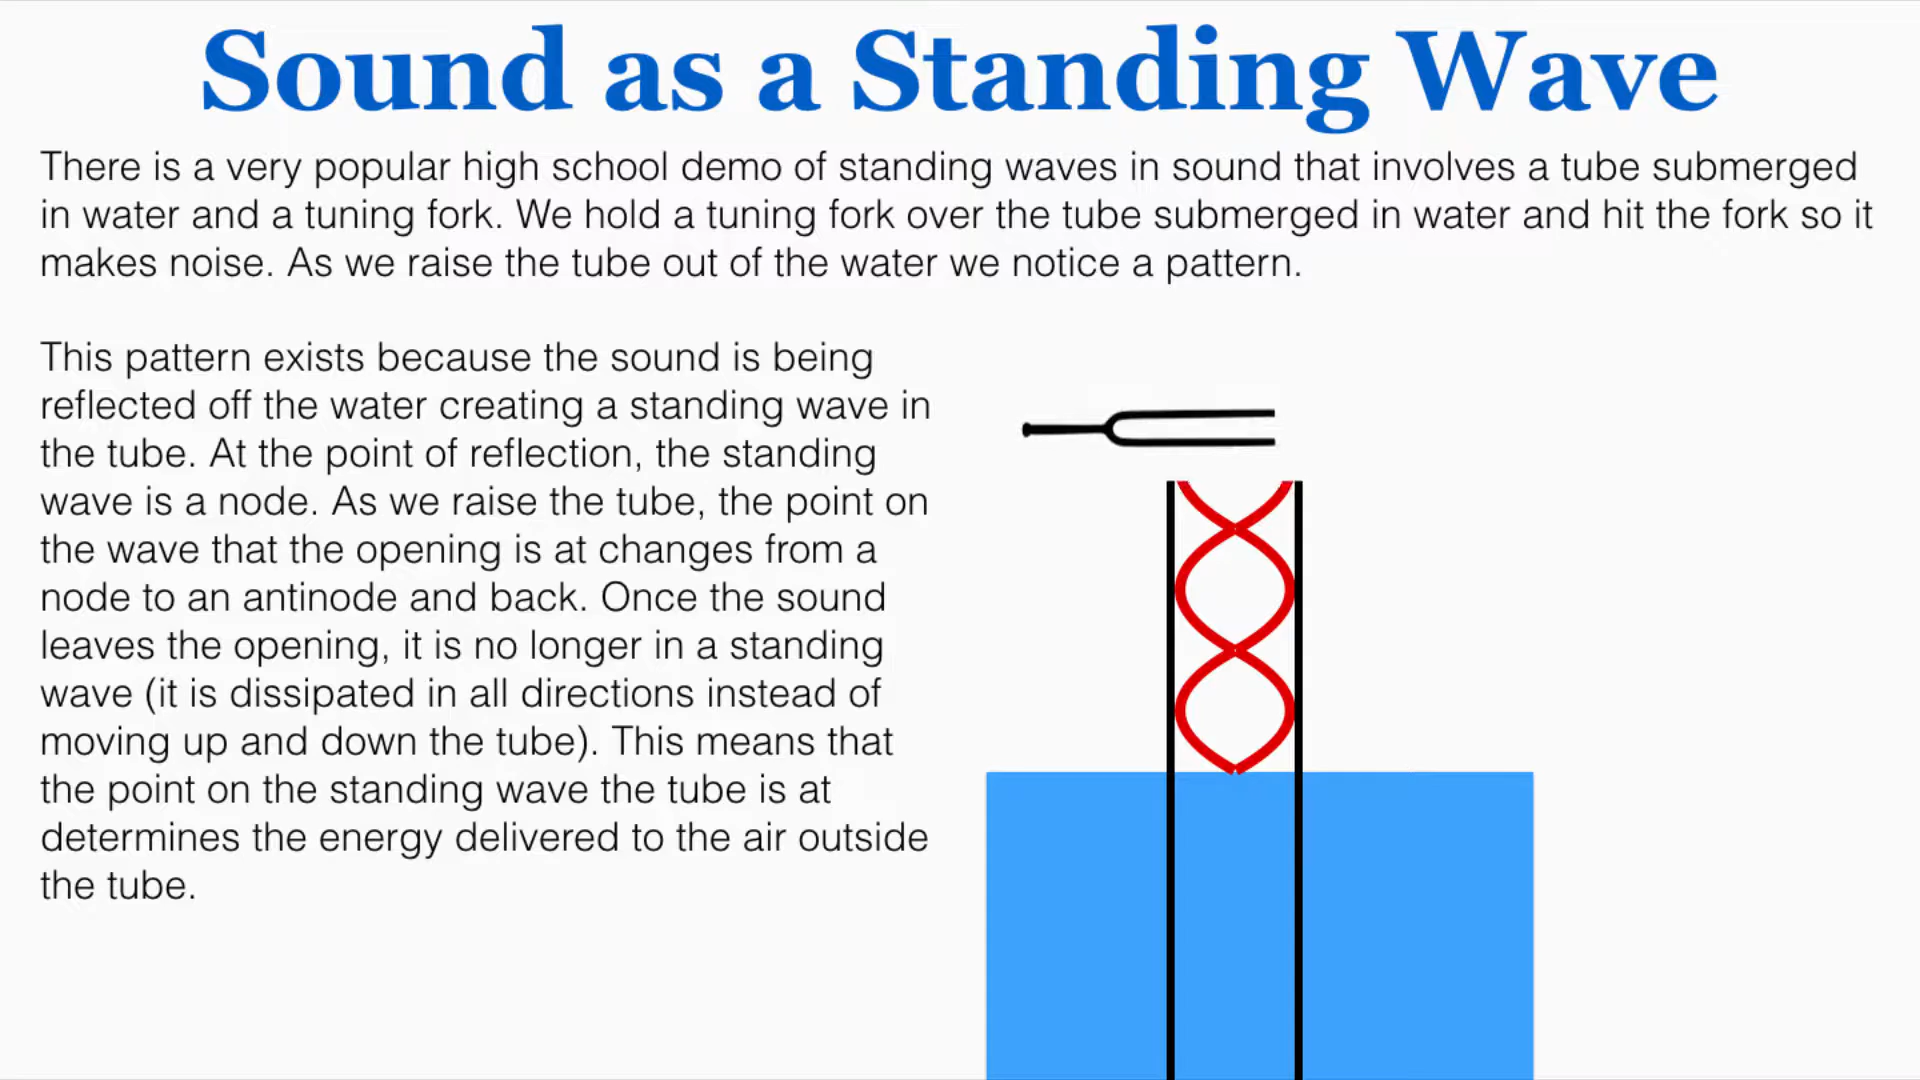 Sound as a Standing Wave
There is a very popular high school demo of standing waves in sound that involves a tube submerged
in water and a tuning fork. We hold a tuning fork over the tube submerged in water and hit the fork so it
makes noise. As we raise the tube out of the water we notice a pattern.
This pattern exists because the sound is being
reflected off the water creating a standing wave in
the tube. At the point of reflection, the standing
wave is a node. As we raise the tube, the point on
the wave that the opening is at changes from a
node to an antinode and back. Once the sound
leaves the opening, it is no longer in a standing
wave (it is dissipated in all directions instead of
moving up and down the tube). This means that
the point on the standing wave the tube is at
determines the energy delivered to the air outside
the tube.